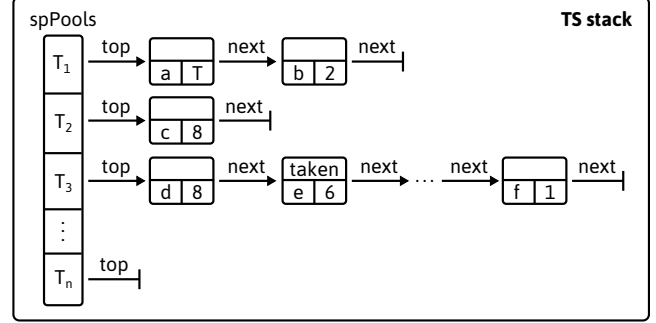 spPools TS stack
T1 top a T next b 2 next
T2 top c 8 next
T3 top d 8 next taken e 6 next ... next f 1 next
⋮
Tn top